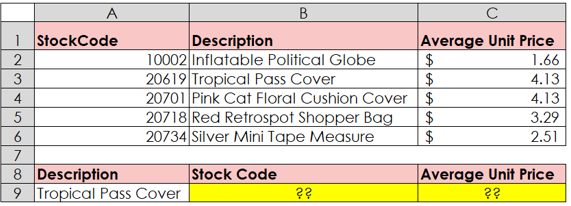 A B C
1 StockCode Description Average Unit Price
2 10002 Inflatable Political Globe $ 1.66
3 20619 Tropical Pass Cover $ 4.13
4 20701 Pink Cat Floral Cushion Cover $ 4.13
5 20718 Red Retrospot Shopper Bag $ 3.29
6 20734 Silver Mini Tape Measure $ 2.51
7
8 Description Stock Code Average Unit Price
9 Tropical Pass Cover ?? ??